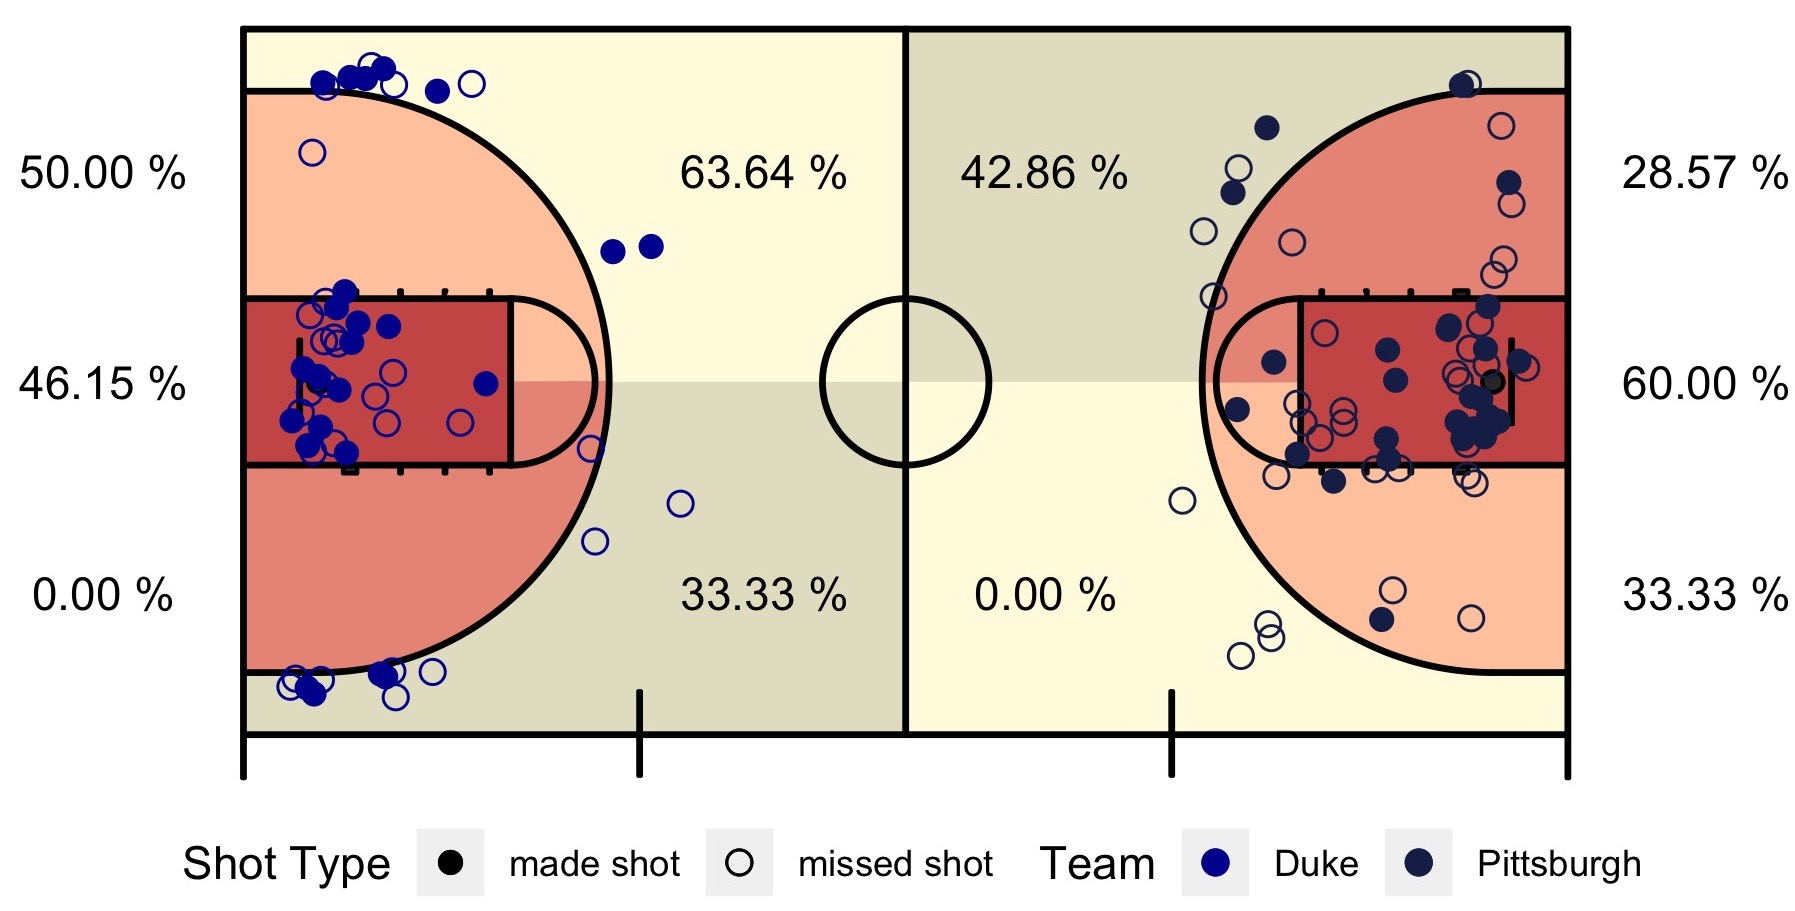 50.00 % 63.64 % 42.86 % 28.57 %
46.15 % 60.00 %
0.00 % 33.33 % 0.00 % 33.33 %
Shot Type made shot missed shot Team Duke Pittsburgh